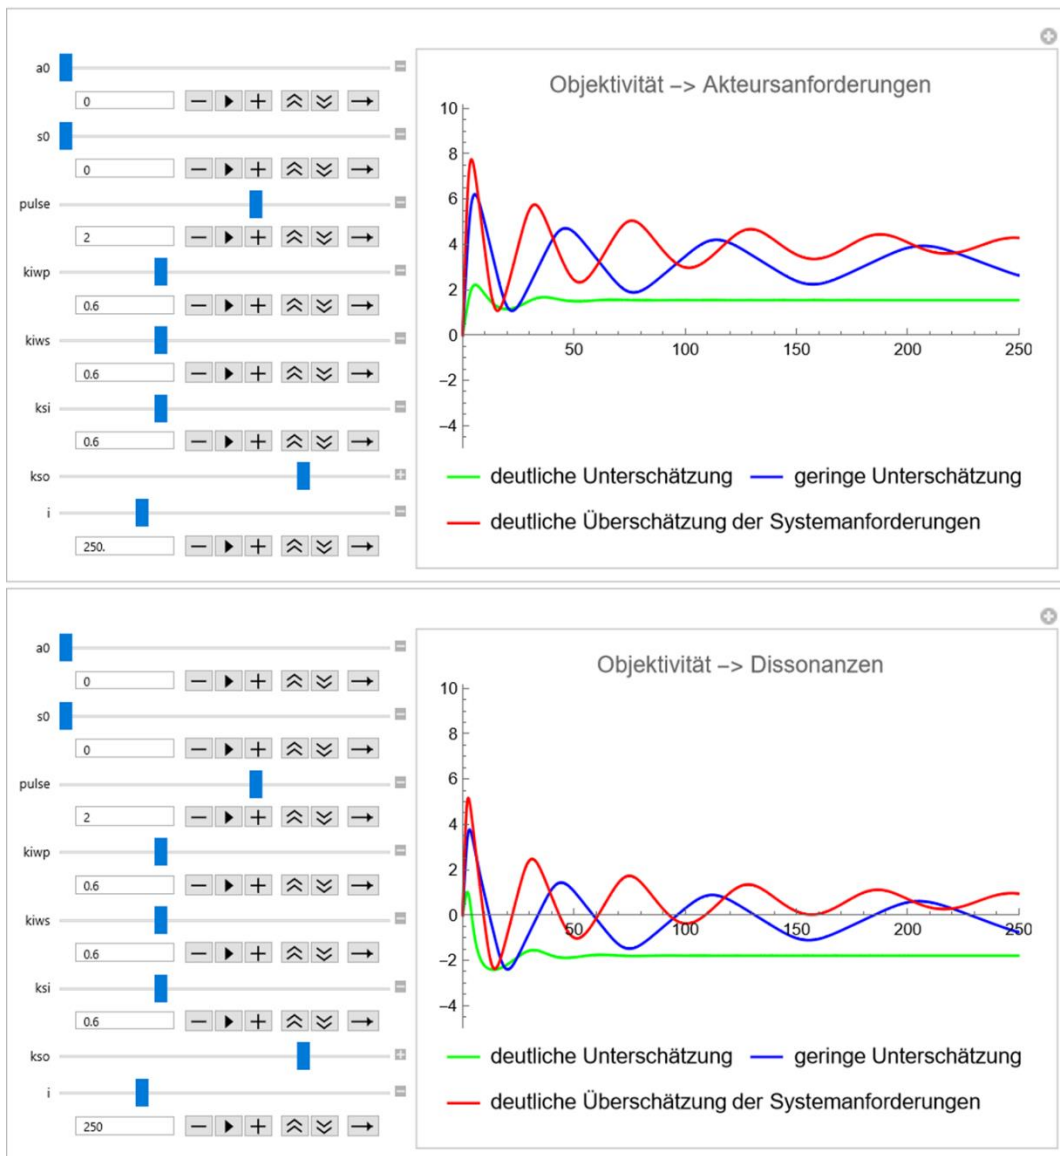 a0
0
s0
0
pulse
2
kiwp
0.6
kiws
0.6
ksi
0.6
kso
i
250.
Objektivität -> Akteursanforderungen
10
8
6
4
2
0
-2
-4
50 100 150 200 250
deutliche Unterschätzung geringe Unterschätzung
deutliche Überschätzung der Systemanforderungen
a0
0
s0
0
pulse
2
kiwp
0.6
kiws
0.6
ksi
0.6
kso
i
250
Objektivität -> Dissonanzen
10
8
6
4
2
0
-2
-4
50 100 150 200 250
deutliche Unterschätzung geringe Unterschätzung
deutliche Überschätzung der Systemanforderungen